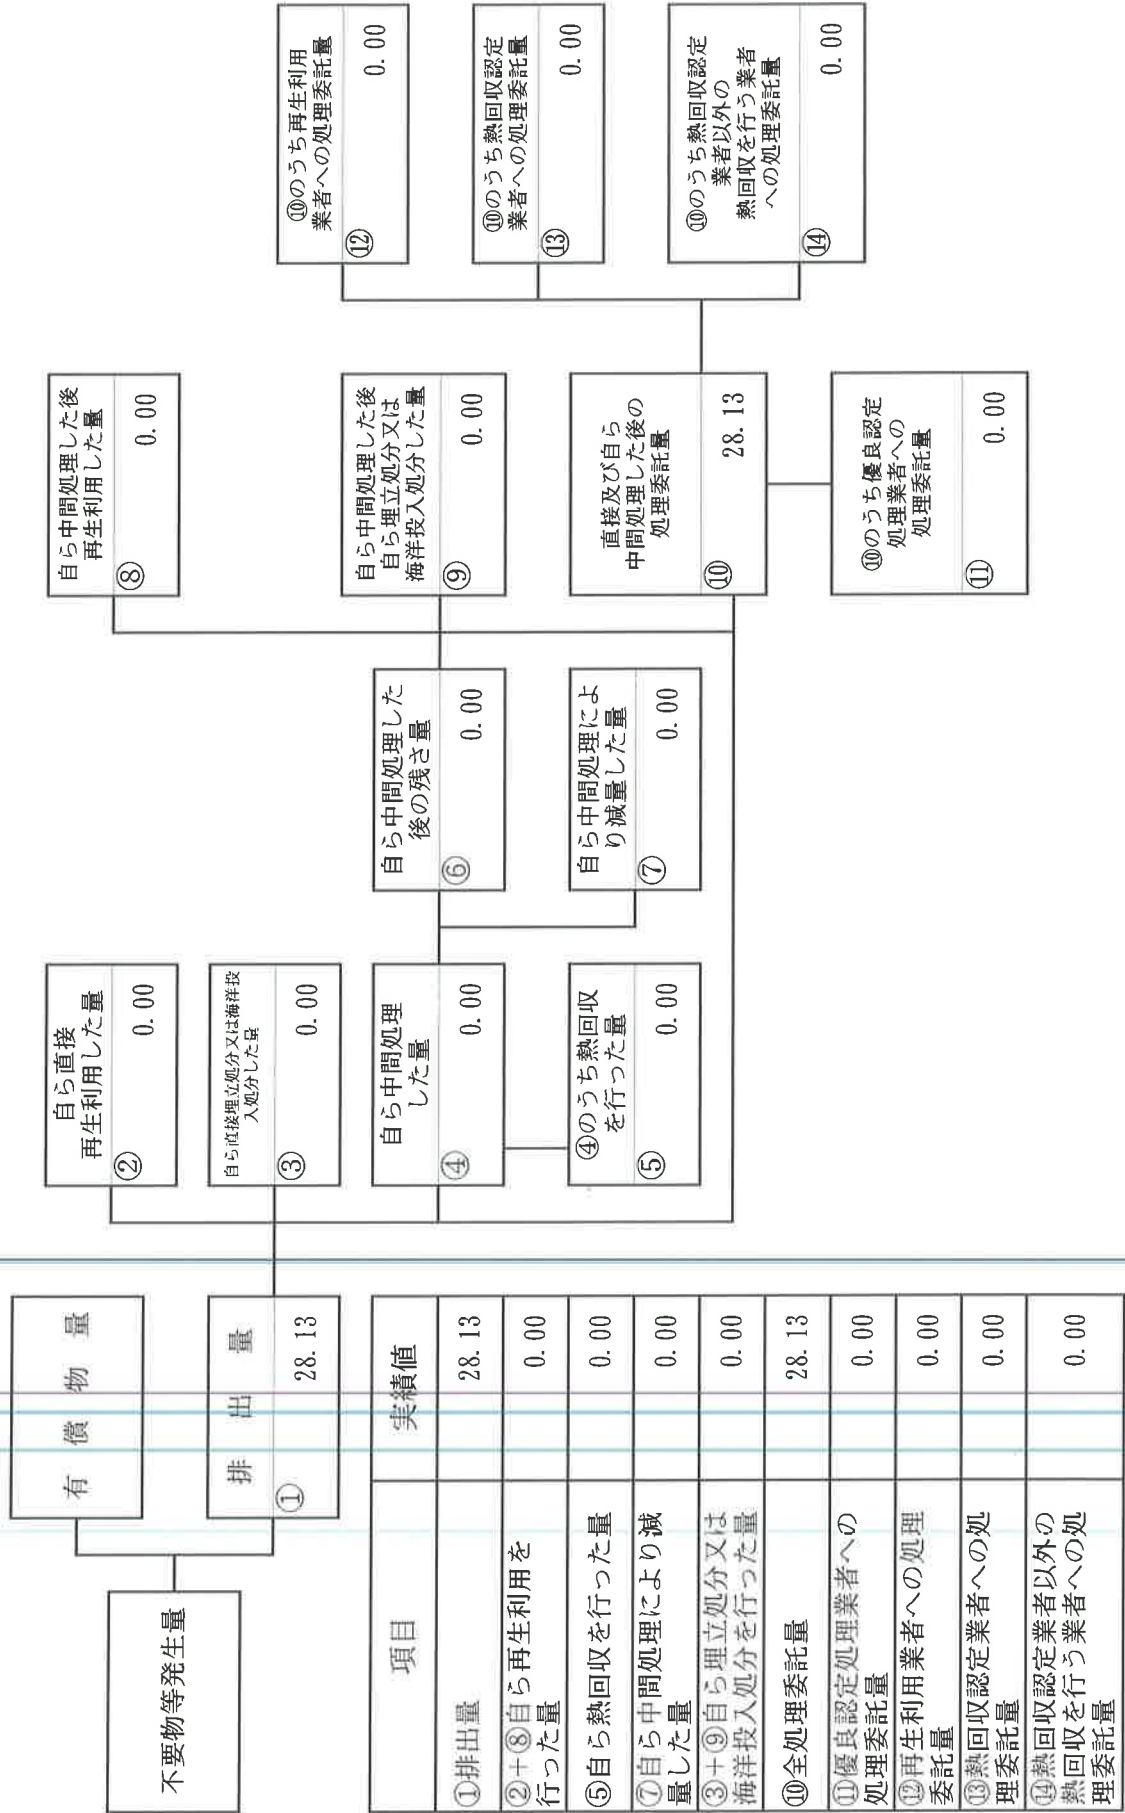 不要物等発生量
有償物量
排出量
①
28.13
自ら直接
再生利用した量
②
0.00
自ら直接埋立処分又は海洋投
入処分した量
③
0.00
自ら中間処理
した量
④
0.00
④のうち熱回収
を行った量
⑤
0.00
自ら中間処理した
後の残さ量
⑥
0.00
自ら中間処理によ
り減量した量
⑦
0.00
自ら中間処理した後
再生利用した量
⑧
0.00
自ら中間処理した後
自ら埋立処分又は
海洋投入処分した量
⑨
0.00
直接及び自ら
中間処理した後の
処理委託量
⑩
28.13
⑩のうち優良認定
処理業者への
処理委託量
⑪
0.00
⑩のうち再生利用
業者への処理委託量
⑫
0.00
⑩のうち熱回収認定
業者への処理委託量
⑬
0.00
⑩のうち熱回収認定
業者以外の
熱回収を行う業者
への処理委託量
⑭
0.00
項目 実績値
①排出量 28.13
②+⑧自ら再生利用を
行った量 0.00
⑤自ら熱回収を行った量 0.00
⑦自ら中間処理により減
量した量 0.00
③+⑨自ら埋立処分又は
海洋投入処分を行った量 0.00
⑩全処理委託量 28.13
⑪優良認定処理業者への
処理委託量 0.00
⑫再生利用業者への処理
委託量 0.00
⑬熱回収認定業者への処
理委託量 0.00
⑭熱回収認定業者以外の
熱回収を行う業者への処
理委託量 0.00